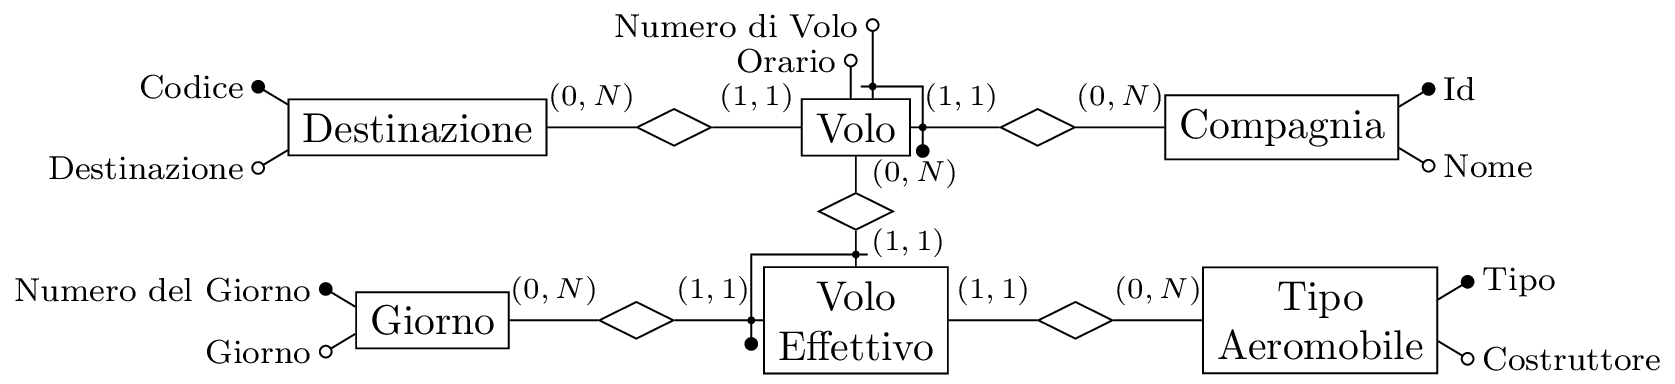 Numero di Volo
Orario
Codice
(0, N)
(1, 1)
(1, 1)
(0, N)
Id
Destinazione
Volo
Compagnia
Destinazione
(0, N)
Nome
(1, 1)
Numero del Giorno
(0, N)
(1, 1)
(1, 1)
(0, N)
Tipo
Giorno
Volo
Effettivo
Tipo
Aeromobile
Giorno
Costruttore